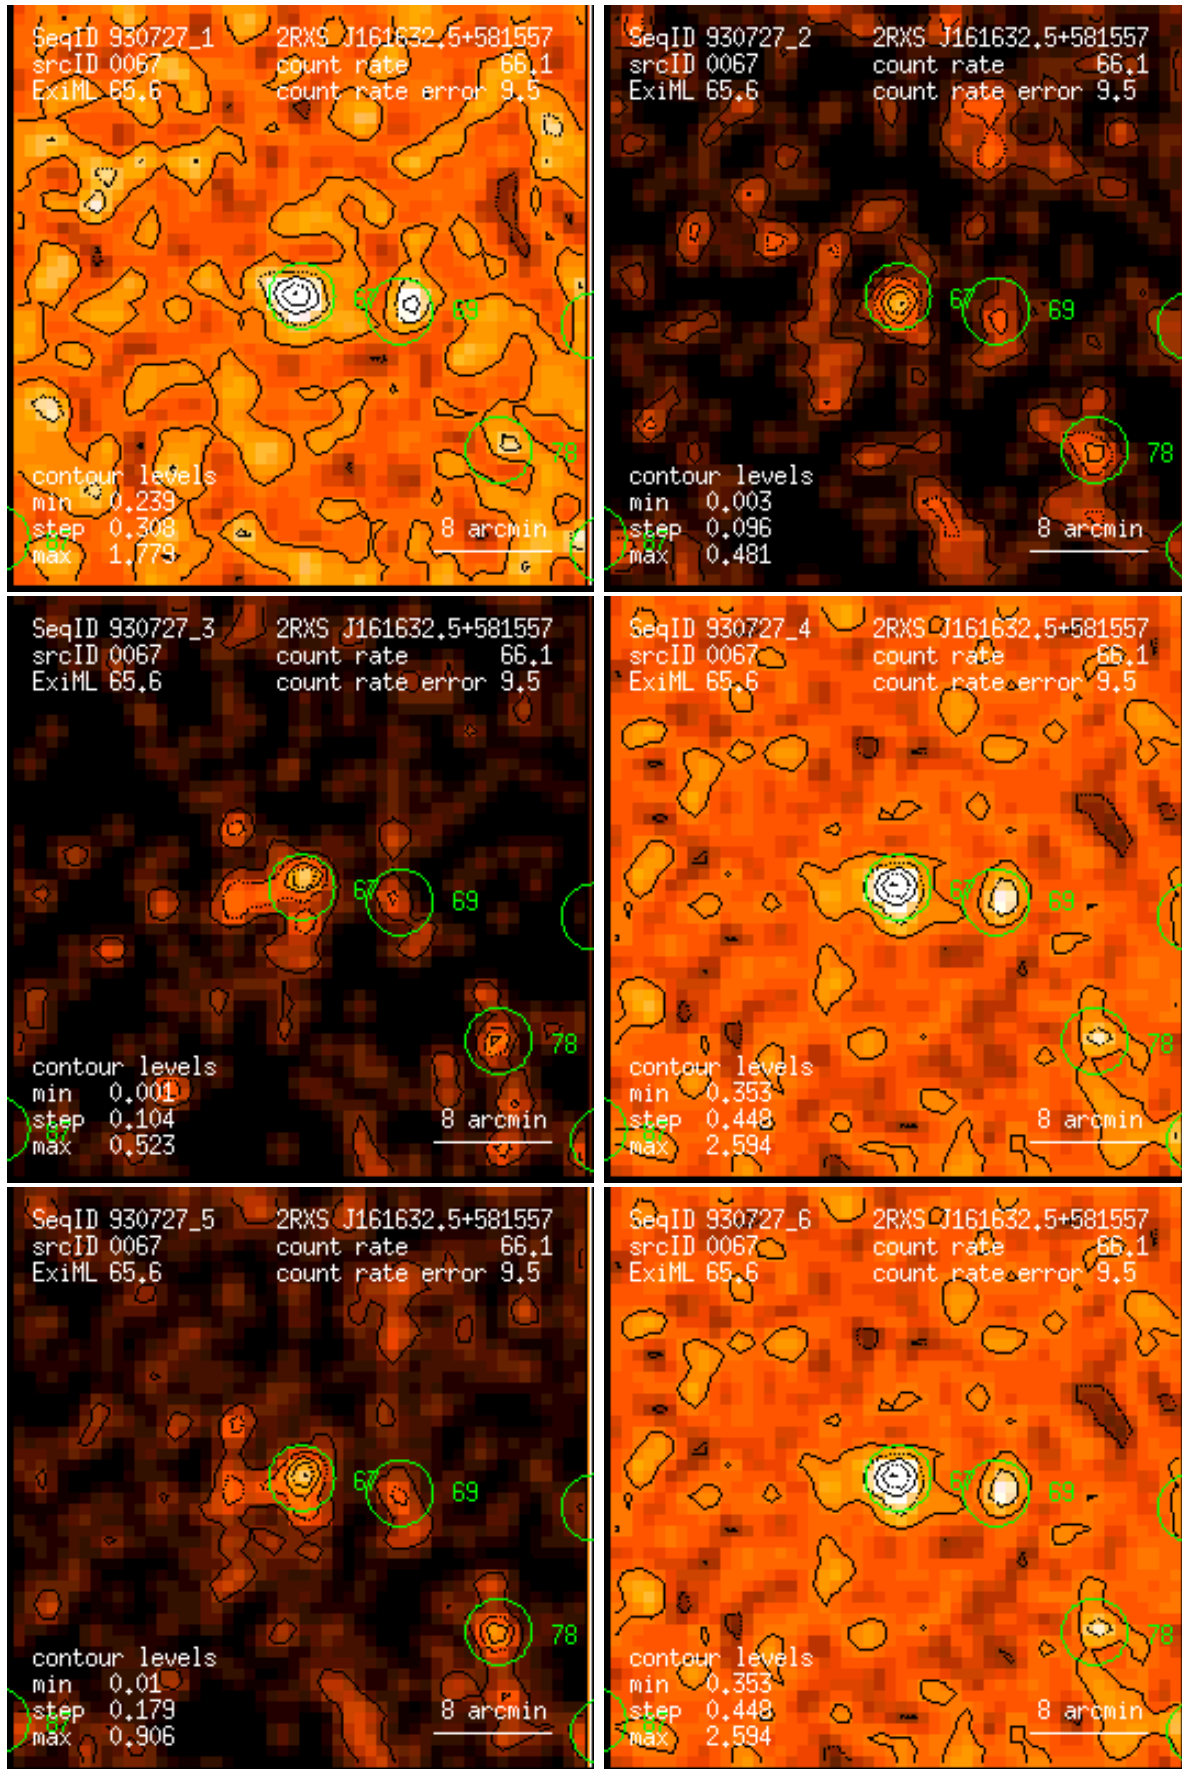 SeqID 930727_1 2RXS J161632.5+581557
srcID 0067 count rate 66.1
ExiML 65.6 count rate error 9.5
67
69
78
contour levels
min 0.239
step 0.308
8 arcmin
87
max 1.779
SeqID 930727_2 2RXS J161632.5+581557
srcID 0067 count rate 66.1
ExiML 65.6 count rate error 9.5
67
69
78
contour levels
min 0.003
step 0.096
8 arcmin
87
max 0.481
SeqID 930727_3 2RXS J161632.5+581557
srcID 0067 count rate 66.1
ExiML 65.6 count rate error 9.5
67
69
78
contour levels
min 0.001
step 0.104
8 arcmin
87
max 0.523
SeqID 930727_4 2RXS J161632.5+581557
srcID 0067 count rate 66.1
ExiML 65.6 count rate error 9.5
67
69
78
contour levels
min 0.353
step 0.448
8 arcmin
87
max 2.594
SeqID 930727_5 2RXS J161632.5+581557
srcID 0067 count rate 66.1
ExiML 65.6 count rate error 9.5
67
69
78
contour levels
min 0.01
step 0.179
8 arcmin
87
max 0.906
SeqID 930727_6 2RXS J161632.5+581557
srcID 0067 count rate 66.1
ExiML 65.6 count rate error 9.5
67
69
78
contour levels
min 0.353
step 0.448
8 arcmin
87
max 2.594